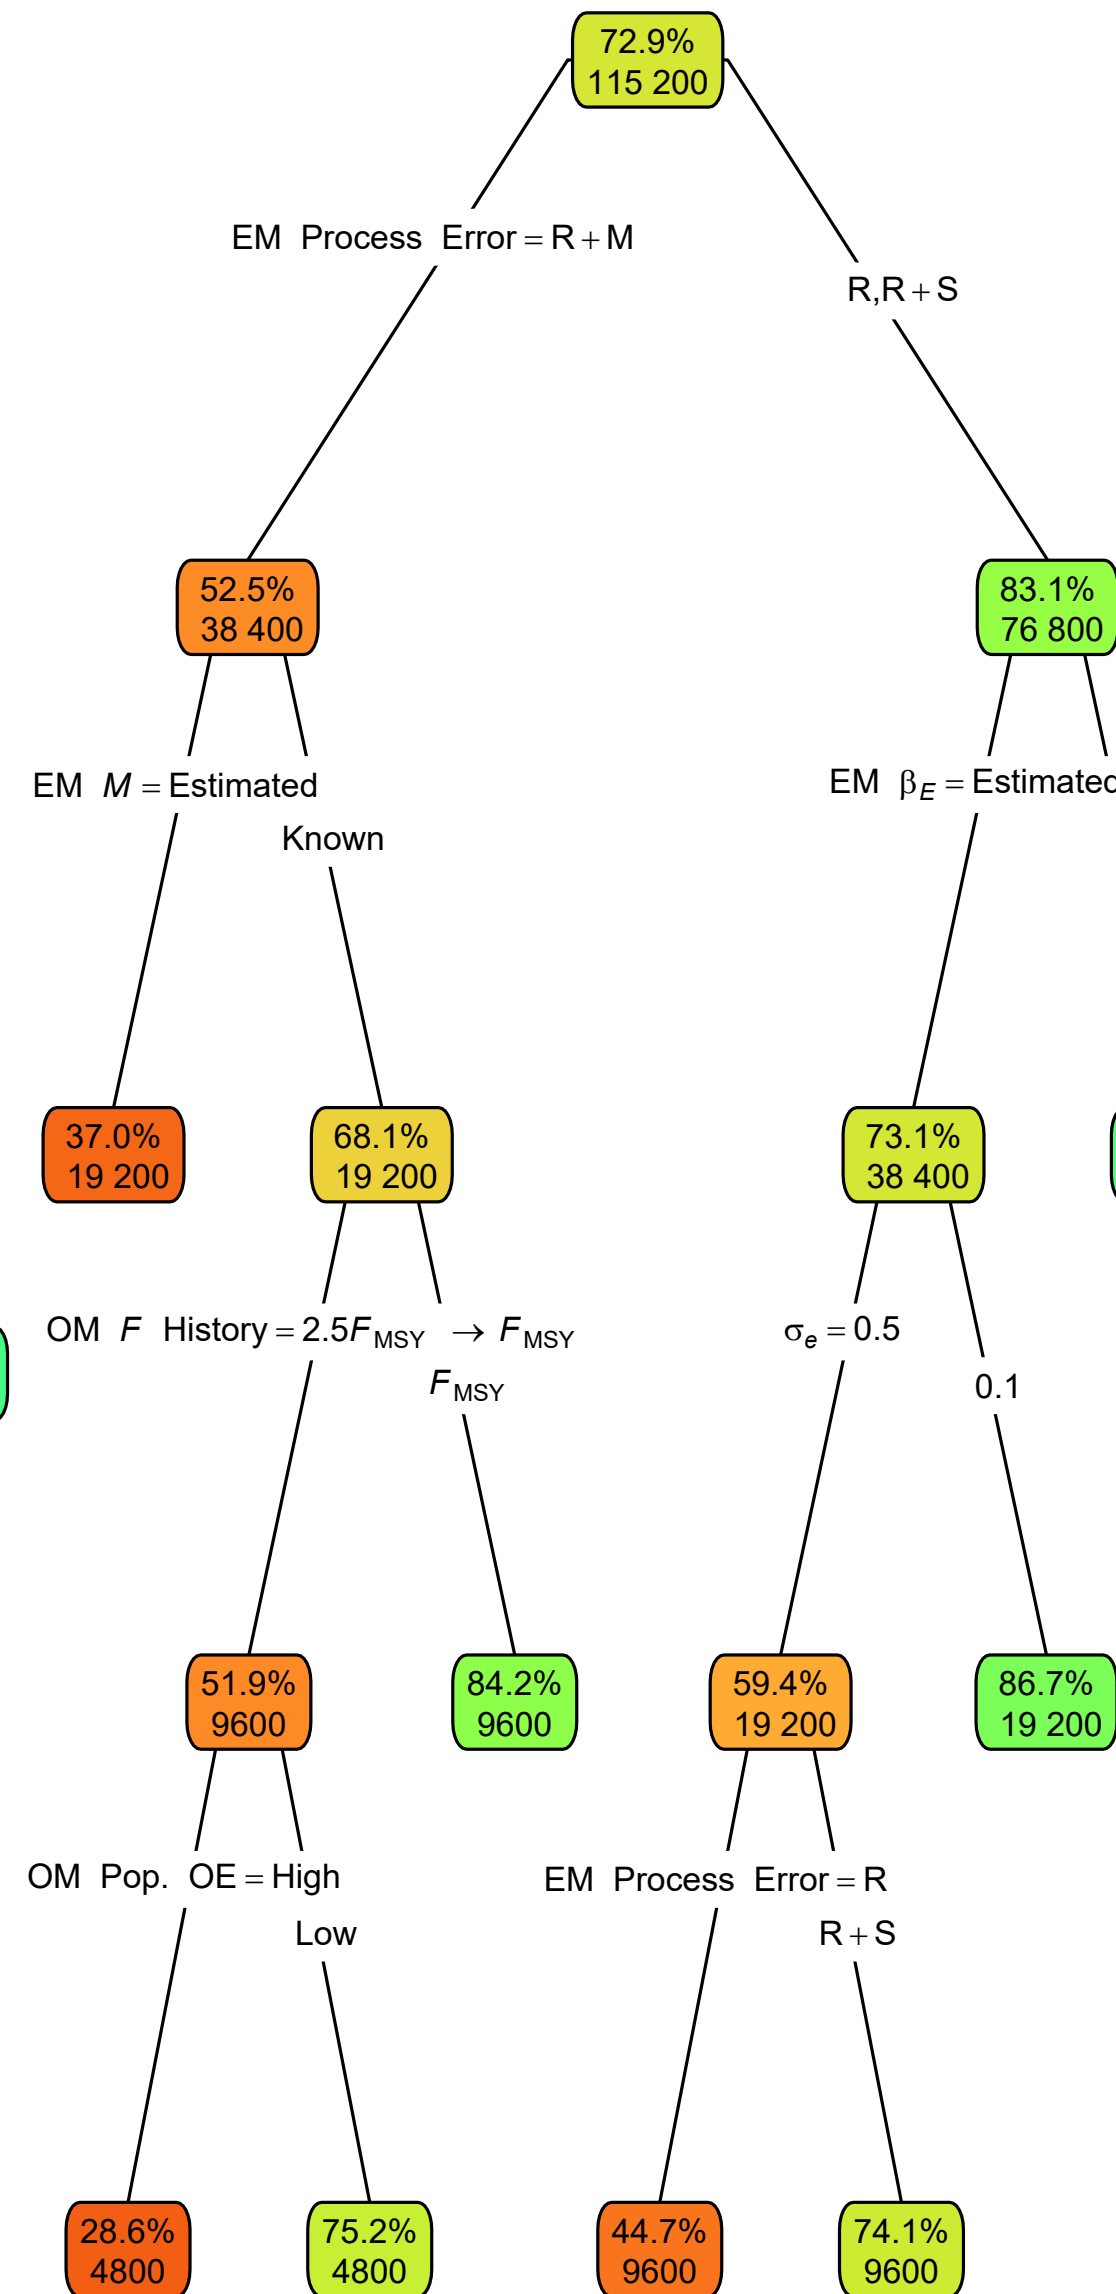 72.9%
115 200
EM Process Error = R + M
R,R + S
52.5%
38 400
83.1%
76 800
EM M = Estimated
Known
EM β_E = Estimated
37.0%
19 200
68.1%
19 200
73.1%
38 400
OM F History = 2.5F_MSY → F_MSY
F_MSY
σ_e = 0.5
0.1
51.9%
9600
84.2%
9600
59.4%
19 200
86.7%
19 200
OM Pop. OE = High
Low
EM Process Error = R
R + S
28.6%
4800
75.2%
4800
44.7%
9600
74.1%
9600